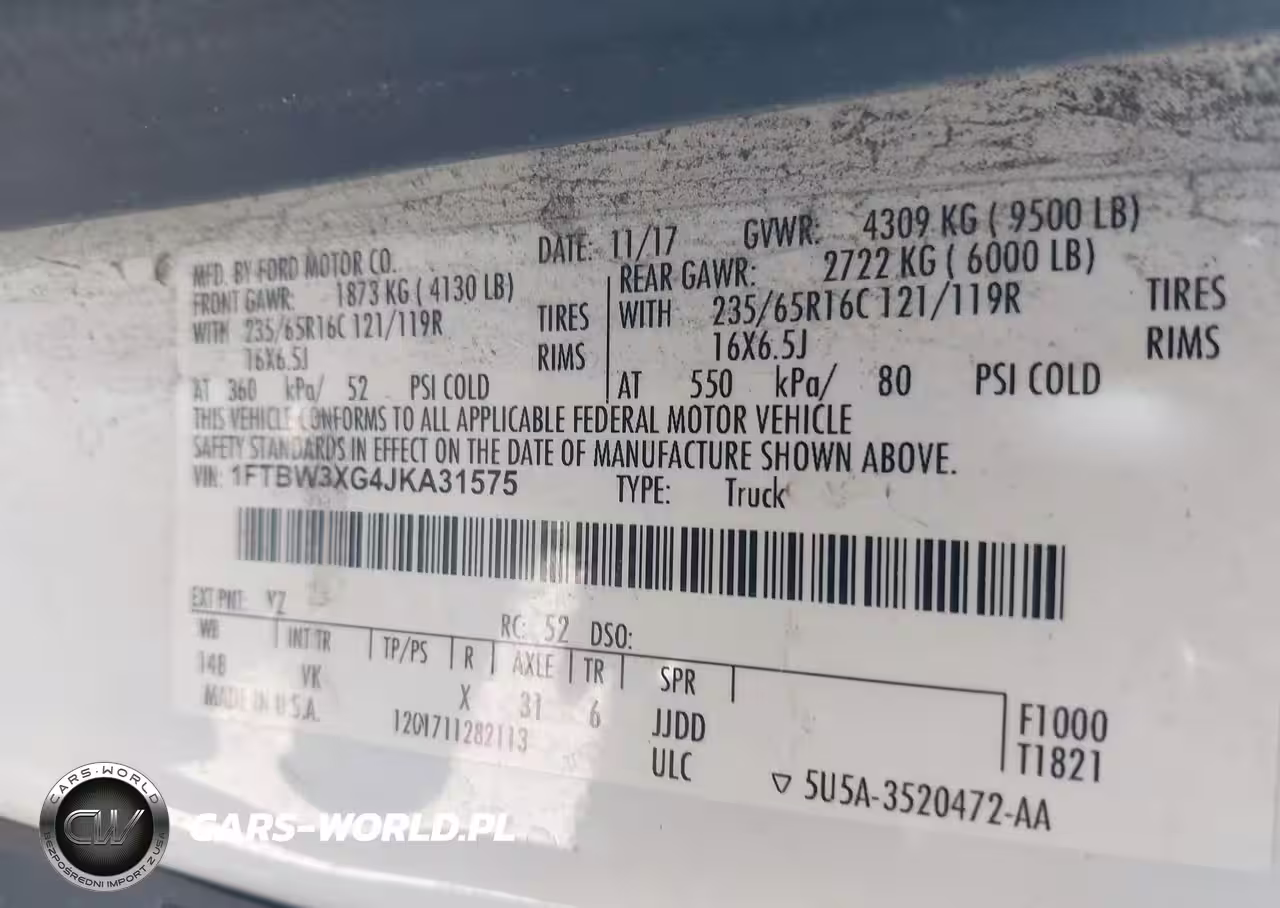 MFD. BY FORD MOTOR CO. DATE: 11/17 GVWR: 4309 KG ( 9500 LB)
FRONT GAWR: 1873 KG ( 4130 LB) REAR GAWR: 2722 KG ( 6000 LB)
WITH 235/65R16C 121/119R TIRES WITH 235/65R16C 121/119R TIRES
16X6.5J RIMS 16X6.5J RIMS
AT 360 kPa/ 52 PSI COLD AT 550 kPa/ 80 PSI COLD
THIS VEHICLE CONFORMS TO ALL APPLICABLE FEDERAL MOTOR VEHICLE
SAFETY STANDARDS IN EFFECT ON THE DATE OF MANUFACTURE SHOWN ABOVE.
VIN: 1FTBW3XG4JKA31575 TYPE: Truck
EXT PNT: YZ RC: 52 DSO:
WB INT TR TP/PS R AXLE TR SPR
148 VK X 31 6 JJDD F1000
MADE IN U.S.A. ULC T1821
▽ 5U5A-3520472-AA
CARS-WORLD
CW
BEZPOŚREDNI IMPORT Z USA
CARS-WORLD.PL